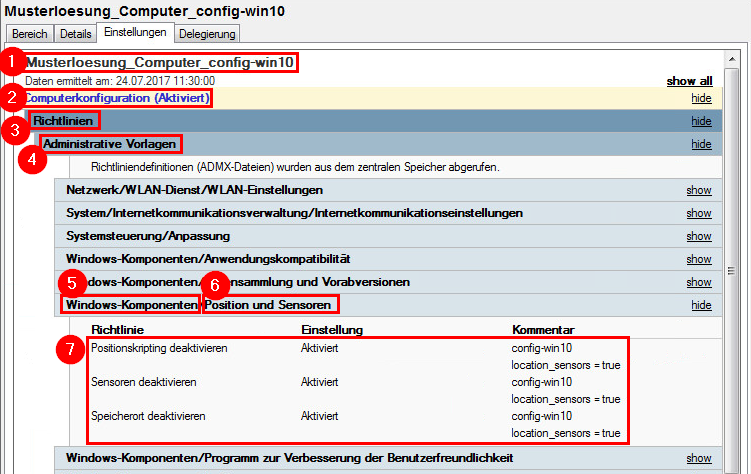 Musterloesung_Computer_config-win10
Bereich Details Einstellungen Delegierung
1 Musterloesung_Computer_config-win10
Daten ermittelt am: 24.07.2017 11:30:00 show all
2 Computerkonfiguration (Aktiviert) hide
3 Richtlinien hide
4 Administrative Vorlagen hide
Richtliniendefinitionen (ADMX-Dateien) wurden aus dem zentralen Speicher abgerufen.
Netzwerk/WLAN-Dienst/WLAN-Einstellungen show
System/Internetkommunikationsverwaltung/Internetkommunikationseinstellungen show
Systemsteuerung/Anpassung show
Windows-Komponenten/Anwendungskompatibilität show
ndows-Komponenten/ ensammlung und Vorabversionen show
5 6
Windows-Komponenten/Position und Sensoren hide
Richtlinie Einstellung Kommentar
7 Positionskripting deaktivieren Aktiviert config-win10
location_sensors = true
Sensoren deaktivieren Aktiviert config-win10
location_sensors = true
Speicherort deaktivieren Aktiviert config-win10
location_sensors = true
Windows-Komponenten/Programm zur Verbesserung der Benutzerfreundlichkeit show